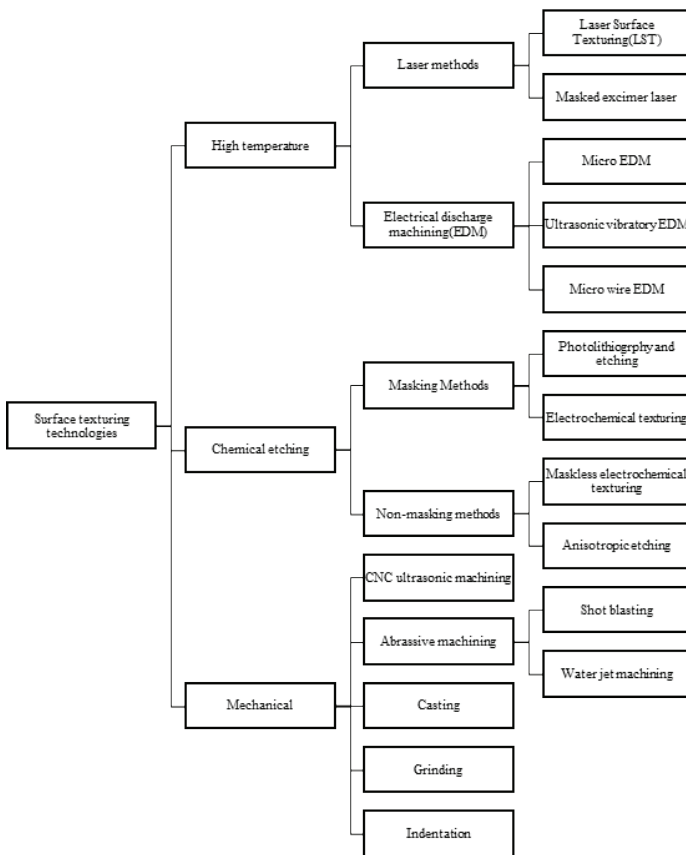 Laser Surface
Texturing(LST)
Laser methods
Masked excimer laser
High temperature
Micro EDM
Electrical discharge
machining(EDM)
Ultrasonic vibratory EDM
Micro wire EDM
Photolithiogrphy and
etching
Masking Methods
Electrochemical texturing
Surface texturing
technologies
Chemical etching
Maskless electrochemical
texturing
Non-masking methods
Anisotropic etching
CNC ultrasonic machining
Shot blasting
Abrassive machining
Water jet machining
Mechanical
Casting
Grinding
Indentation